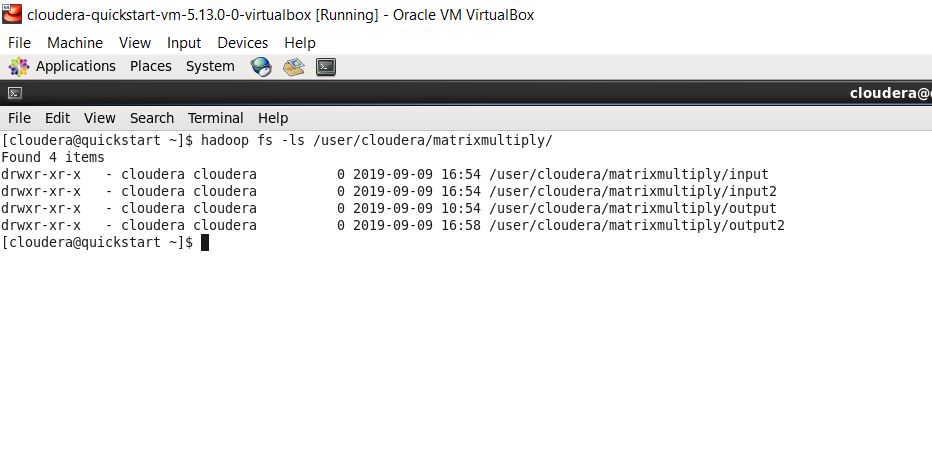 cloudera-quickstart-vm-5.13.0-0-virtualbox [Running] - Oracle VM VirtualBox
File Machine View Input Devices Help
Applications Places System
cloudera@
File Edit View Search Terminal Help
[cloudera@quickstart ~]$ hadoop fs -ls /user/cloudera/matrixmultiply/
Found 4 items
drwxr-xr-x   - cloudera cloudera          0 2019-09-09 16:54 /user/cloudera/matrixmultiply/input
drwxr-xr-x   - cloudera cloudera          0 2019-09-09 16:54 /user/cloudera/matrixmultiply/input2
drwxr-xr-x   - cloudera cloudera          0 2019-09-09 10:54 /user/cloudera/matrixmultiply/output
drwxr-xr-x   - cloudera cloudera          0 2019-09-09 16:58 /user/cloudera/matrixmultiply/output2
[cloudera@quickstart ~]$